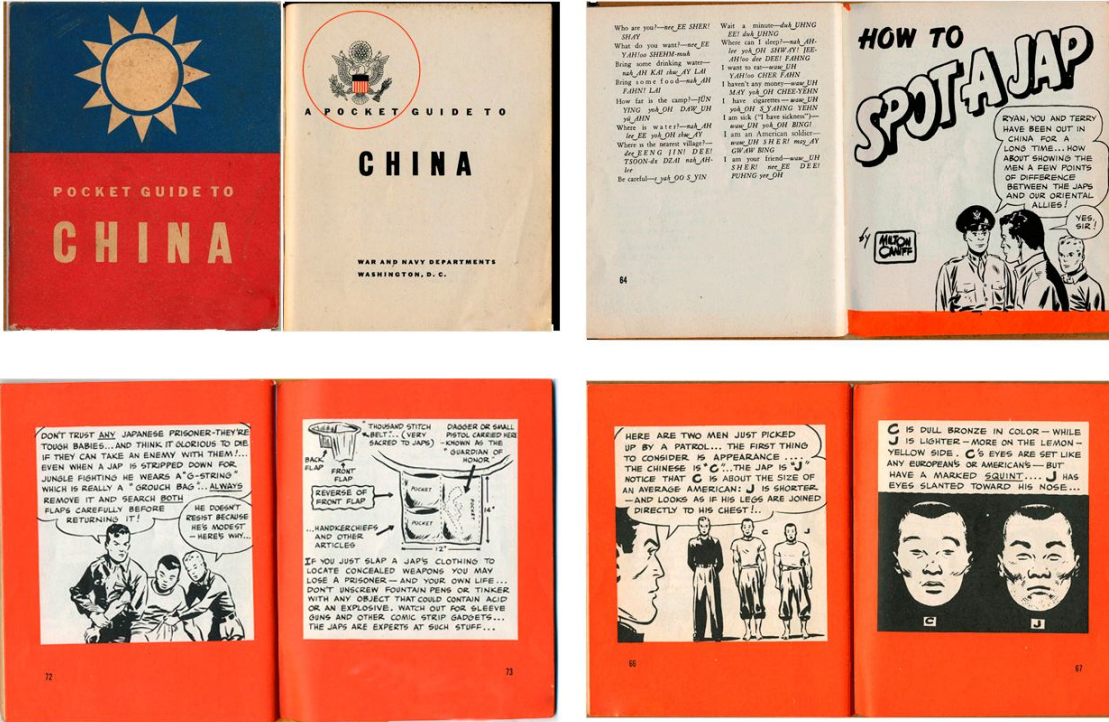 POCKET GUIDE TO
CHINA
A POCKET GUIDE TO
CHINA
WAR AND NAVY DEPARTMENTS
WASHINGTON, D. C.
Who are you?—nee_EE SHER!
SHAY
What do you want?—nee_EE
YAH!oo SHEHM-muh
Bring some drinking water—
nah_AH KAI shw_AY LAI
Bring some food—nah_AH
FAHN! LAI
How far is the camp?—JÜN
YING yoh_OH DAW_UH
yü_AHN
Where is water?—nah_AH
lee_EE yoh_OH shw_AY
Where is the nearest village?—
dee_EENG JIN! DEE!
TSOON-dz DZAI nah_AH-
lee
Be careful—s_yah_OO S_YIN
Wait a minute—duh_UHNG
EE! duh_UHNG
Where can I sleep?—nah_AH-
lee yoh_OH SHWAY! JEE-
AH!oo dee DEE! FAHNG
I want to eat—waw_UH
YAH!oo CHER FAHN
I haven't any money—waw_UH
MAY yoh_OH CHEE-YEHN
I have cigarettes—waw_UH
yoh_OH S_YAHNG YEHN
I am sick ("I have sickness")—
waw_UH yoh_OH BING!
I am an American soldier—
waw_UH SHER! may_AY
GWAW BING
I am your friend—waw_UH
SHER! nee_EE DEE!
PUHNG yee_OH
64
HOW TO
SPOT A JAP
RYAN, YOU AND TERRY
HAVE BEEN OUT IN
CHINA FOR A
LONG TIME...HOW
ABOUT SHOWING THE
MEN A FEW POINTS
OF DIFFERENCE
BETWEEN THE JAPS
AND OUR ORIENTAL
ALLIES!
YES,
SIR!
by
MILTON
CANIFF
DON'T TRUST ANY JAPANESE PRISONER-THEY'RE
TOUGH BABIES...AND THINK IT GLORIOUS TO DIE
IF THEY CAN TAKE AN ENEMY WITH THEM!...
EVEN WHEN A JAP IS STRIPPED DOWN FOR
JUNGLE FIGHTING HE WEARS A "G-STRING"
WHICH IS REALLY A "GROUCH BAG"... ALWAYS
REMOVE IT AND SEARCH BOTH
FLAPS CAREFULLY BEFORE
RETURNING IT!
HE DOESN'T
RESIST BECAUSE
HE'S MODEST
—HERE'S WHY...
72
THOUSAND STITCH
BELT!..(VERY
SACRED TO JAPS)
DAGGER OR SMALL
PISTOL CARRIED HERE
-KNOWN AS THE
"GUARDIAN OF
HONOR"
BACK
FLAP
FRONT
FLAP
REVERSE OF
FRONT FLAP
POCKET
POCKET
POCKET
14"
12"
...HANDKERCHIEFS
AND OTHER
ARTICLES
IF YOU JUST SLAP A JAP'S CLOTHING TO
LOCATE CONCEALED WEAPONS YOU MAY
LOSE A PRISONER—AND YOUR OWN LIFE...
DON'T UNSCREW FOUNTAIN PENS OR TINKER
WITH ANY OBJECT THAT COULD CONTAIN ACID
OR AN EXPLOSIVE. WATCH OUT FOR SLEEVE
GUNS AND OTHER COMIC STRIP GADGETS...
THE JAPS ARE EXPERTS AT SUCH STUFF...
73
HERE ARE TWO MEN JUST PICKED
UP BY A PATROL... THE FIRST THING
TO CONSIDER IS APPEARANCE ....
THE CHINESE IS "C"...THE JAP IS "J"
NOTICE THAT C IS ABOUT THE SIZE OF
AN AVERAGE AMERICAN: J IS SHORTER
—AND LOOKS AS IF HIS LEGS ARE JOINED
DIRECTLY TO HIS CHEST!..
C
J
66
C IS DULL BRONZE IN COLOR—WHILE
J IS LIGHTER—MORE ON THE LEMON-
YELLOW SIDE. C'S EYES ARE SET LIKE
ANY EUROPEAN'S OR AMERICAN'S—BUT
HAVE A MARKED SQUINT.... J HAS
EYES SLANTED TOWARD HIS NOSE...
C
J
67